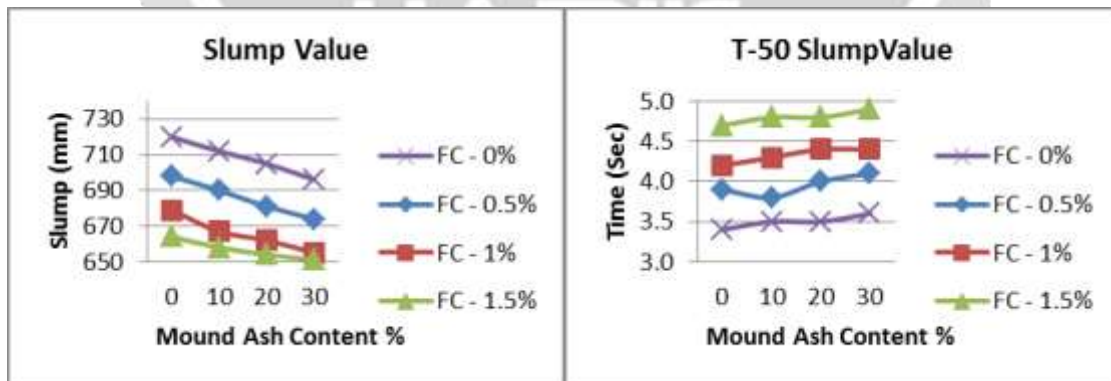 Slump Value
Slump (mm)
730
710
690
670
650
0 10 20 30
Mound Ash Content %
FC - 0%
FC - 0.5%
FC - 1%
FC - 1.5%
T-50 SlumpValue
Time (Sec)
5.0
4.5
4.0
3.5
3.0
0 10 20 30
Mound Ash Content %
FC - 0%
FC - 0.5%
FC - 1%
FC - 1.5%